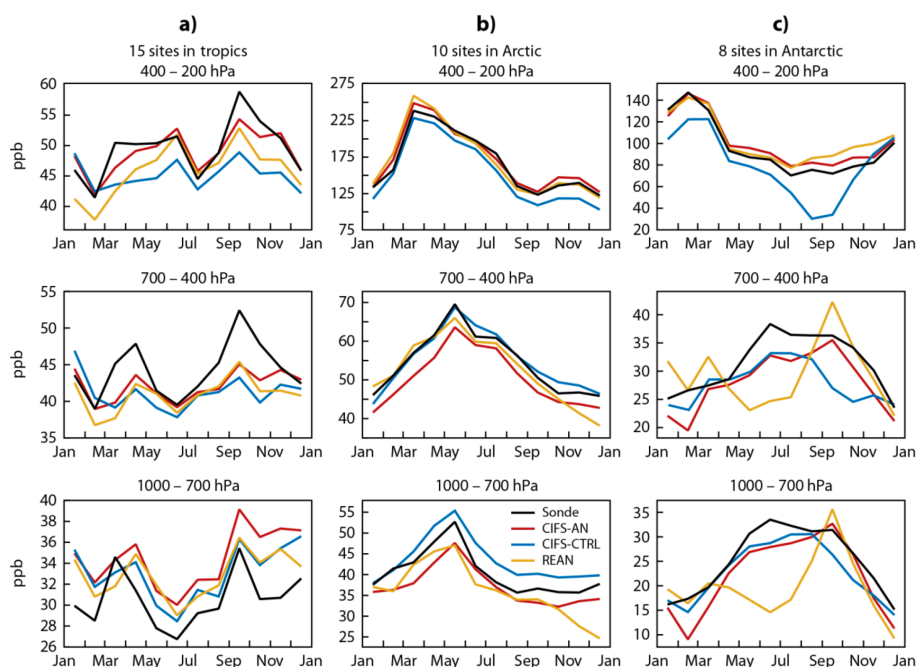 a)
15 sites in tropics
400 – 200 hPa
ppb
60
55
50
45
40
Jan Mar May Jul Sep Nov Jan
b)
10 sites in Arctic
400 – 200 hPa
275
225
175
125
75
Jan Mar May Jul Sep Nov Jan
c)
8 sites in Antarctic
400 – 200 hPa
140
120
100
80
60
40
20
Jan Mar May Jul Sep Nov Jan
700 – 400 hPa
ppb
55
50
45
40
35
Jan Mar May Jul Sep Nov Jan
700 – 400 hPa
70
60
50
40
Jan Mar May Jul Sep Nov Jan
700 – 400 hPa
40
35
30
25
20
Jan Mar May Jul Sep Nov Jan
1000 – 700 hPa
ppb
40
38
36
34
32
30
28
26
Jan Mar May Jul Sep Nov Jan
1000 – 700 hPa
55
50
45
40
35
30
25
Sonde
CIFS-AN
CIFS-CTRL
REAN
Jan Mar May Jul Sep Nov Jan
1000 – 700 hPa
35
30
25
20
15
10
Jan Mar May Jul Sep Nov Jan